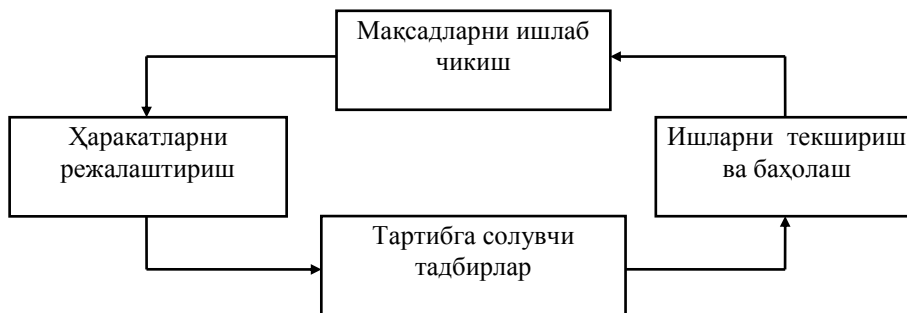 Мақсадларни ишлаб
чикиш
Ҳаракатларни
режалаштириш
Ишларни текшириш
ва баҳолаш
Тартибга солувчи
тадбирлар